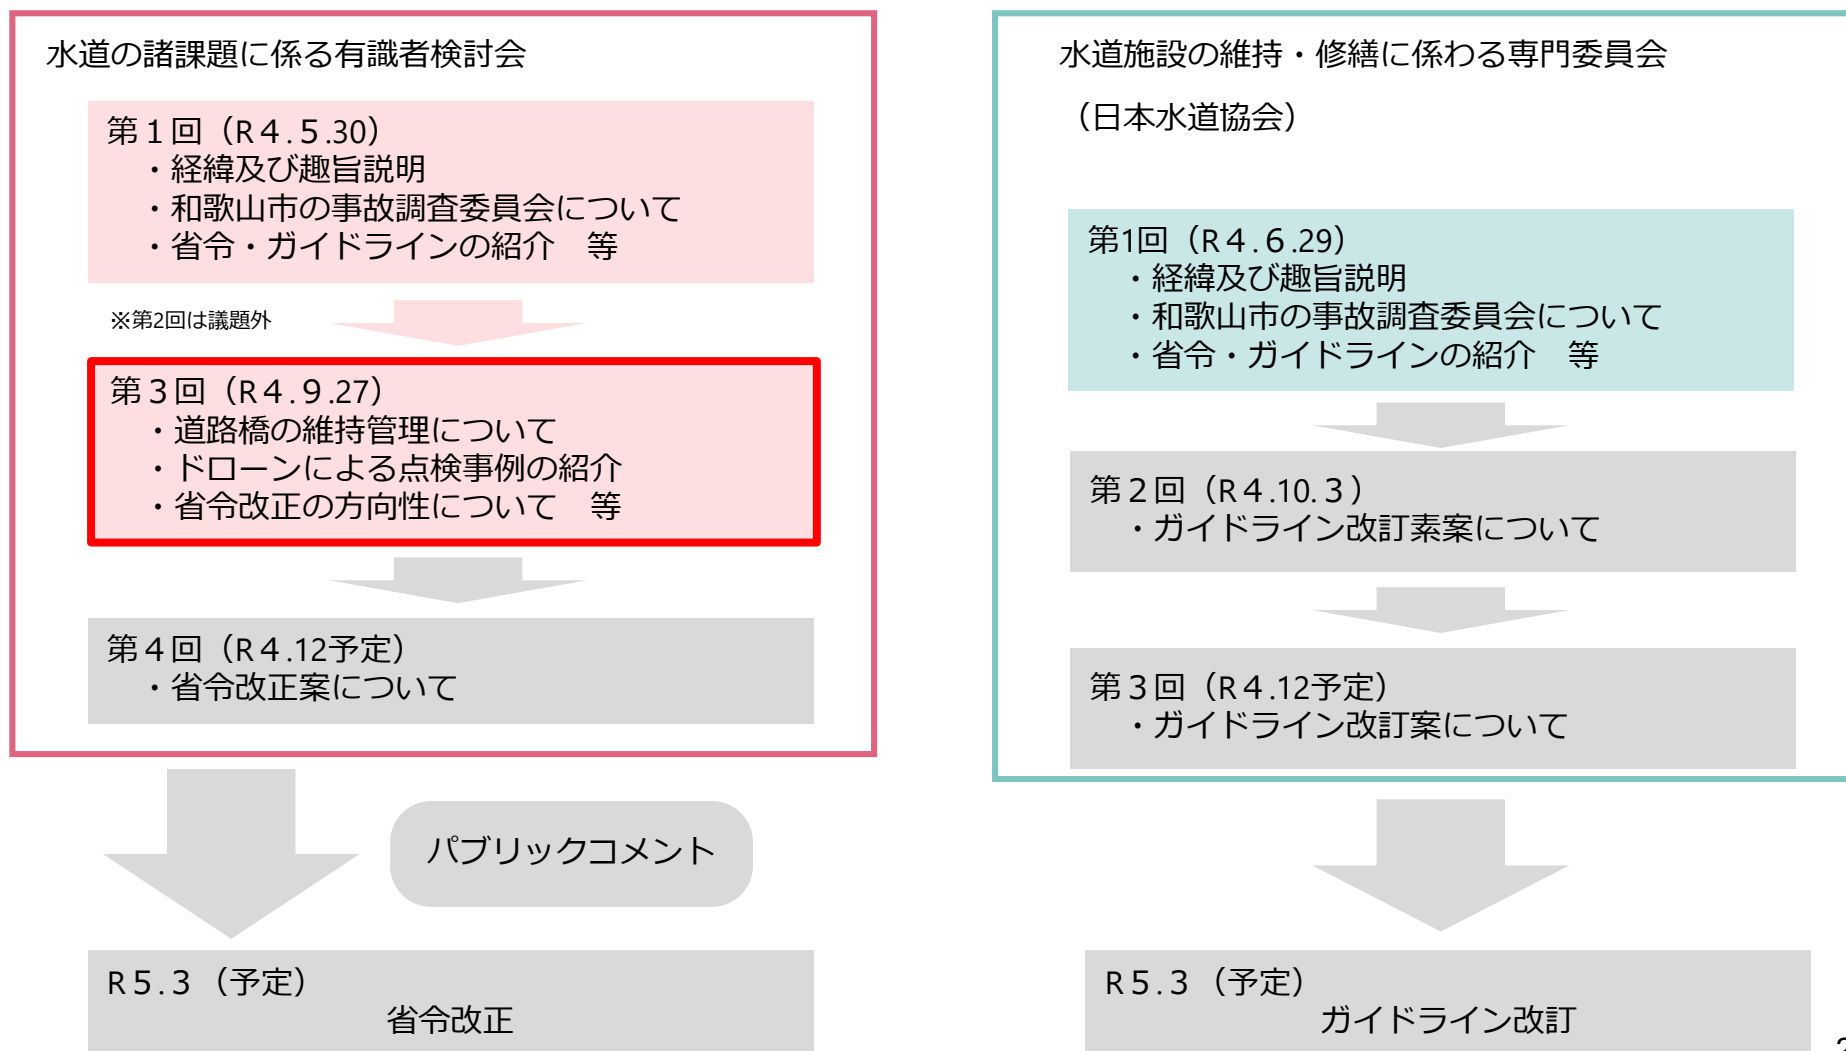 水道の諸課題に係る有識者検討会
第１回（R４.５.30）
・経緯及び趣旨説明
・和歌山市の事故調査委員会について
・省令・ガイドラインの紹介　等
※第2回は議題外
第３回（R４.９.27）
・道路橋の維持管理について
・ドローンによる点検事例の紹介
・省令改正の方向性について　等
第４回（R４.12予定）
・省令改正案について
パブリックコメント
R５.３（予定）
省令改正
水道施設の維持・修繕に係わる専門委員会
（日本水道協会）
第1回（R４.６.29）
・経緯及び趣旨説明
・和歌山市の事故調査委員会について
・省令・ガイドラインの紹介　等
第２回（R４.10.３）
・ガイドライン改訂素案について
第３回（R４.12予定）
・ガイドライン改訂案について
R５.３（予定）
ガイドライン改訂